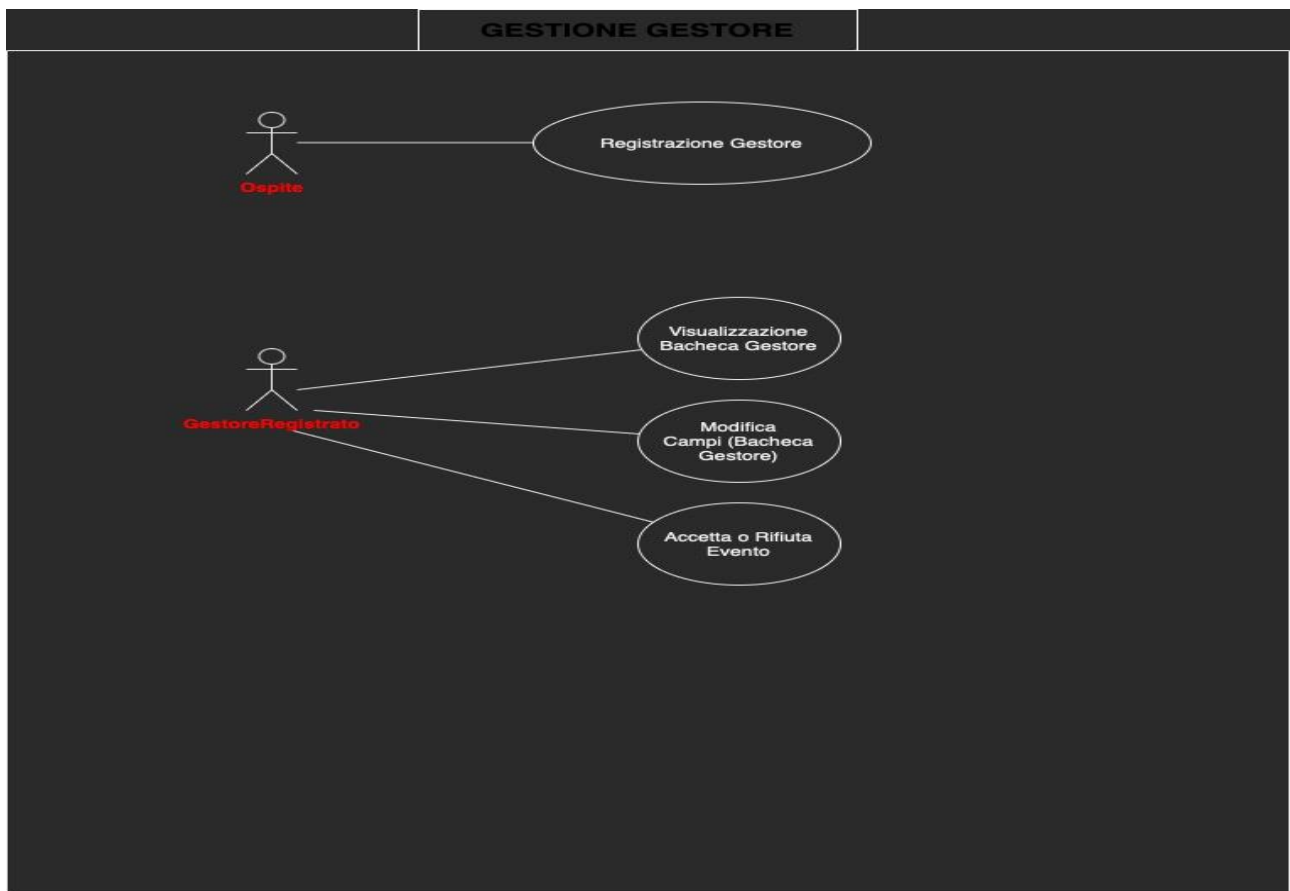 GESTIONE GESTORE
Registrazione Gestore
Ospite
Visualizzazione
Bacheca Gestore
GestoreRegistrato
Modifica
Campi (Bacheca
Gestore)
Accetta o Rifiuta
Evento